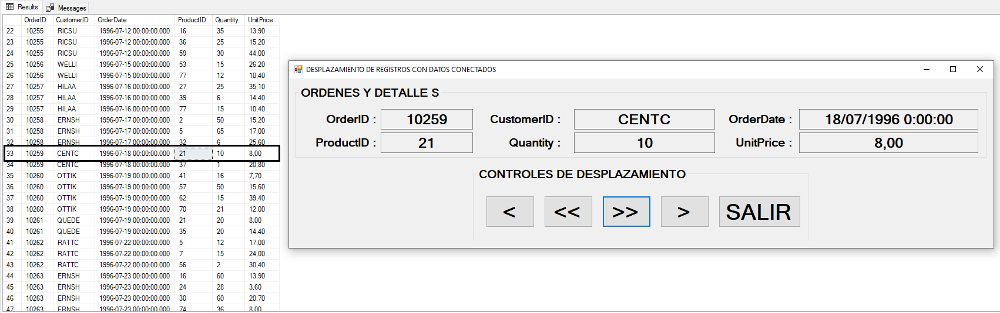 Results Messages
OrderID CustomerID OrderDate ProductID Quantity UnitPrice
22 10255 RICSU 1996-07-12 00:00:00.000 16 35 13,90
23 10255 RICSU 1996-07-12 00:00:00.000 36 25 15,20
24 10255 RICSU 1996-07-12 00:00:00.000 59 30 44,00
25 10256 WELLI 1996-07-15 00:00:00.000 53 15 26,20
26 10256 WELLI 1996-07-15 00:00:00.000 77 12 10,40
27 10257 HILAA 1996-07-16 00:00:00.000 27 25 35,10
28 10257 HILAA 1996-07-16 00:00:00.000 39 6 14,40
29 10257 HILAA 1996-07-16 00:00:00.000 77 15 10,40
30 10258 ERNSH 1996-07-17 00:00:00.000 2 50 15,20
31 10258 ERNSH 1996-07-17 00:00:00.000 5 65 17,00
32 10258 ERNSH 1996-07-17 00:00:00.000 32 6 25,60
33 10259 CENTC 1996-07-18 00:00:00.000 21 10 8,00
34 10259 CENTC 1996-07-18 00:00:00.000 37 1 20,80
35 10260 OTTIK 1996-07-19 00:00:00.000 41 16 7,70
36 10260 OTTIK 1996-07-19 00:00:00.000 57 50 15,60
37 10260 OTTIK 1996-07-19 00:00:00.000 62 15 39,40
38 10260 OTTIK 1996-07-19 00:00:00.000 70 21 12,00
39 10261 QUEDE 1996-07-19 00:00:00.000 21 20 8,00
40 10261 QUEDE 1996-07-19 00:00:00.000 35 20 14,40
41 10262 RATTC 1996-07-22 00:00:00.000 5 12 17,00
42 10262 RATTC 1996-07-22 00:00:00.000 7 15 24,00
43 10262 RATTC 1996-07-22 00:00:00.000 56 2 30,40
44 10263 ERNSH 1996-07-23 00:00:00.000 16 60 13,90
45 10263 ERNSH 1996-07-23 00:00:00.000 24 28 3,60
46 10263 ERNSH 1996-07-23 00:00:00.000 30 60 20,70
47 10263 ERNSH 1996-07-23 00:00:00.000 74 36 8,00
DESPLAZAMIENTO DE REGISTROS CON DATOS CONECTADOS
ORDENES Y DETALLE S
OrderID : 10259 CustomerID : CENTC OrderDate : 18/07/1996 0:00:00
ProductID : 21 Quantity : 10 UnitPrice : 8,00
CONTROLES DE DESPLAZAMIENTO
< << >> > SALIR